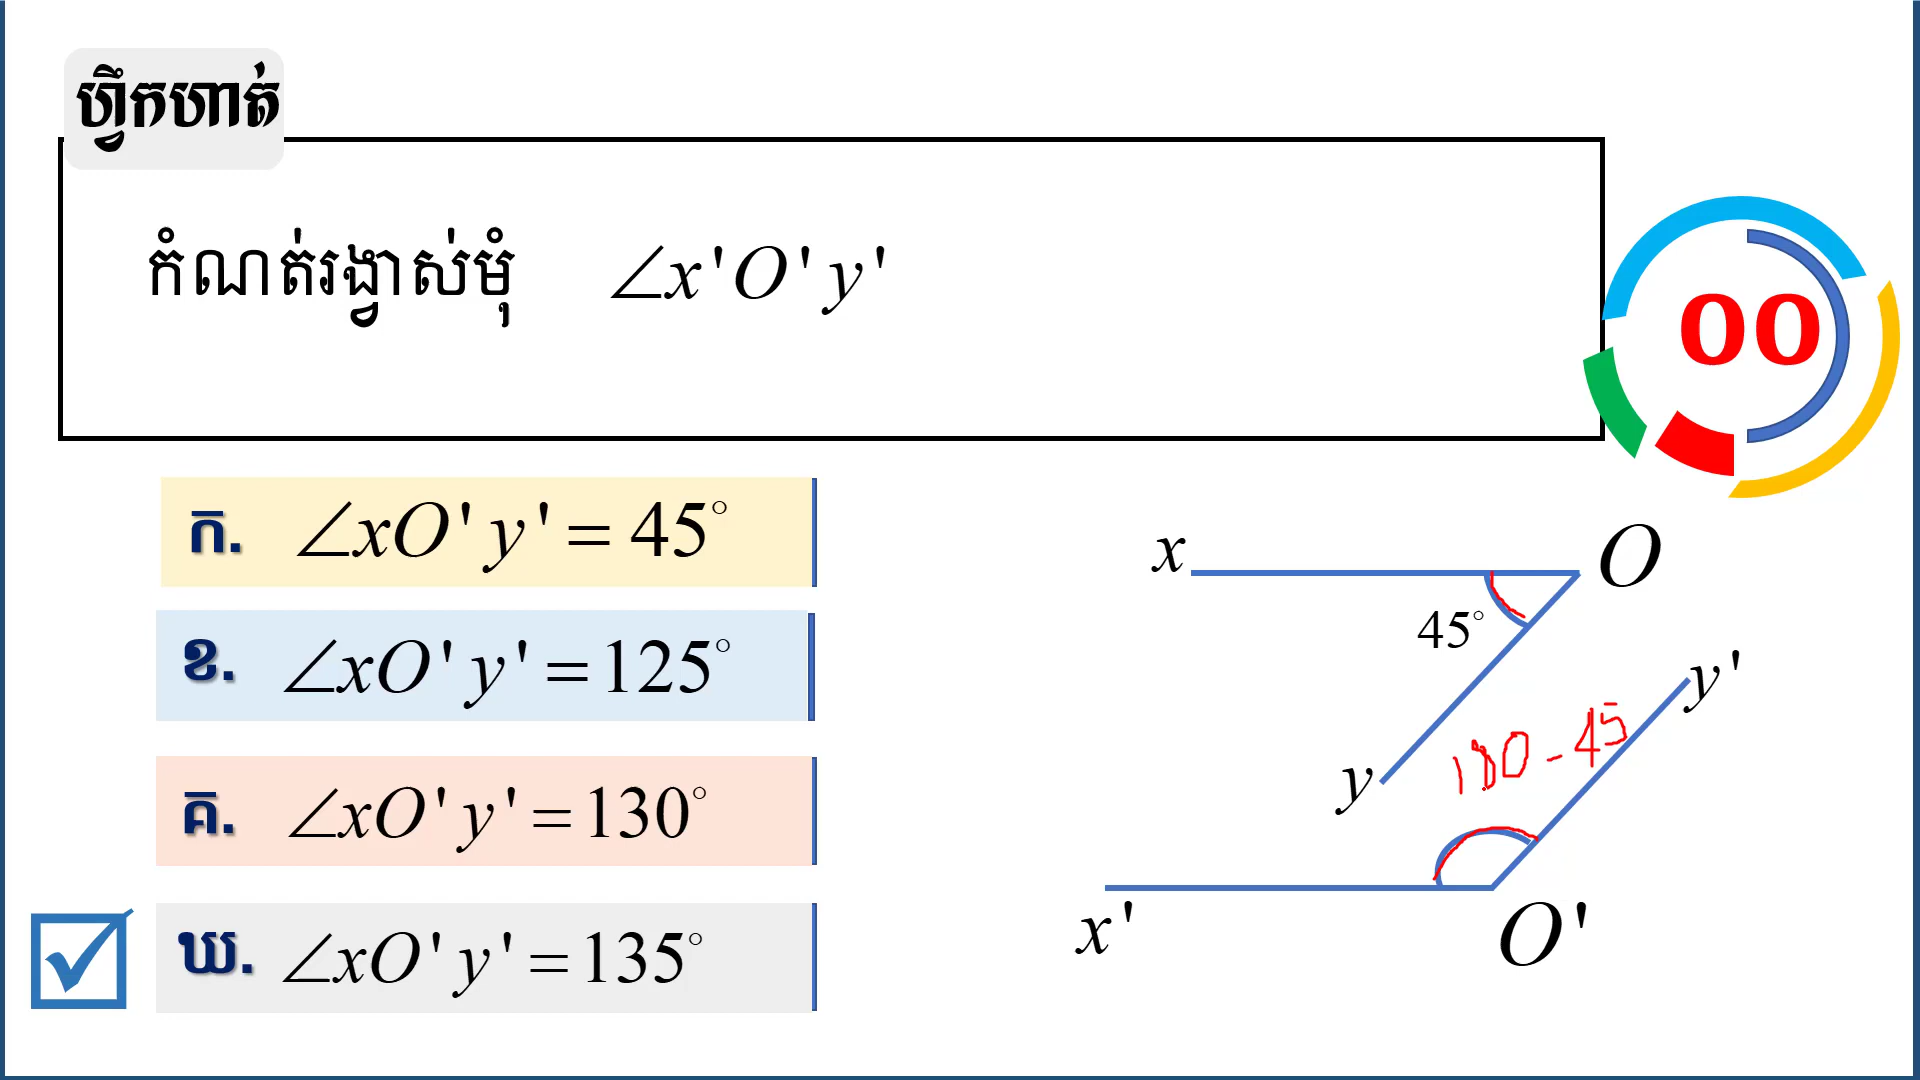 ហ្វឹកហាត់
កំណត់រង្វាស់មុំ ∠x'O'y'
00
ក. ∠xO'y' = 45°
ខ. ∠xO'y' = 125°
គ. ∠xO'y' = 130°
ឃ. ∠xO'y' = 135°
x O
45°
y'
180 - 45
y
x' O'